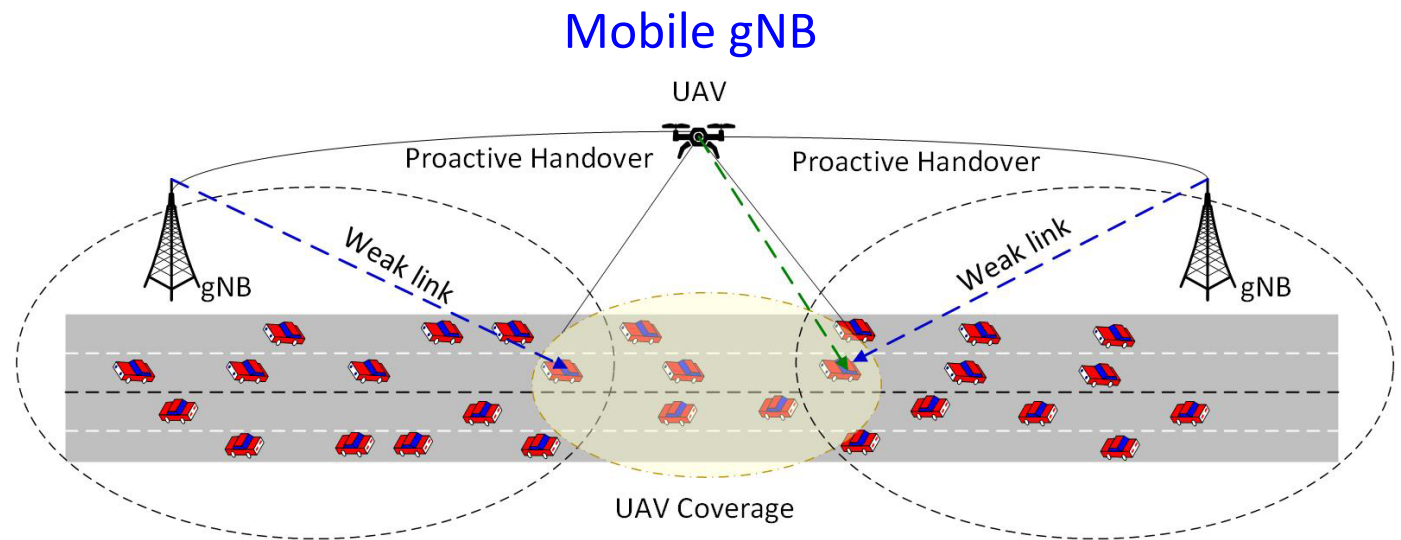 Mobile gNB
UAV
Proactive Handover
Proactive Handover
Weak link
Weak link
gNB
gNB
UAV Coverage